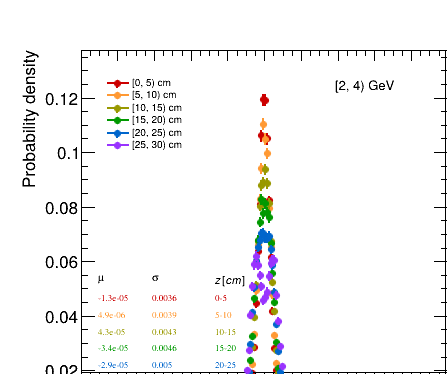 Probability density
[2, 4) GeV
[0, 5) cm
[5, 10) cm
[10, 15) cm
[15, 20) cm
[20, 25) cm
[25, 30) cm
0.12
0.1
0.08
0.06
0.04
0.02
μ σ z [cm]
-1.3e-05 0.0036 0-5
4.9e-06 0.0039 5-10
4.3e-05 0.0043 10-15
-3.4e-05 0.0046 15-20
-2.9e-05 0.005 20-25